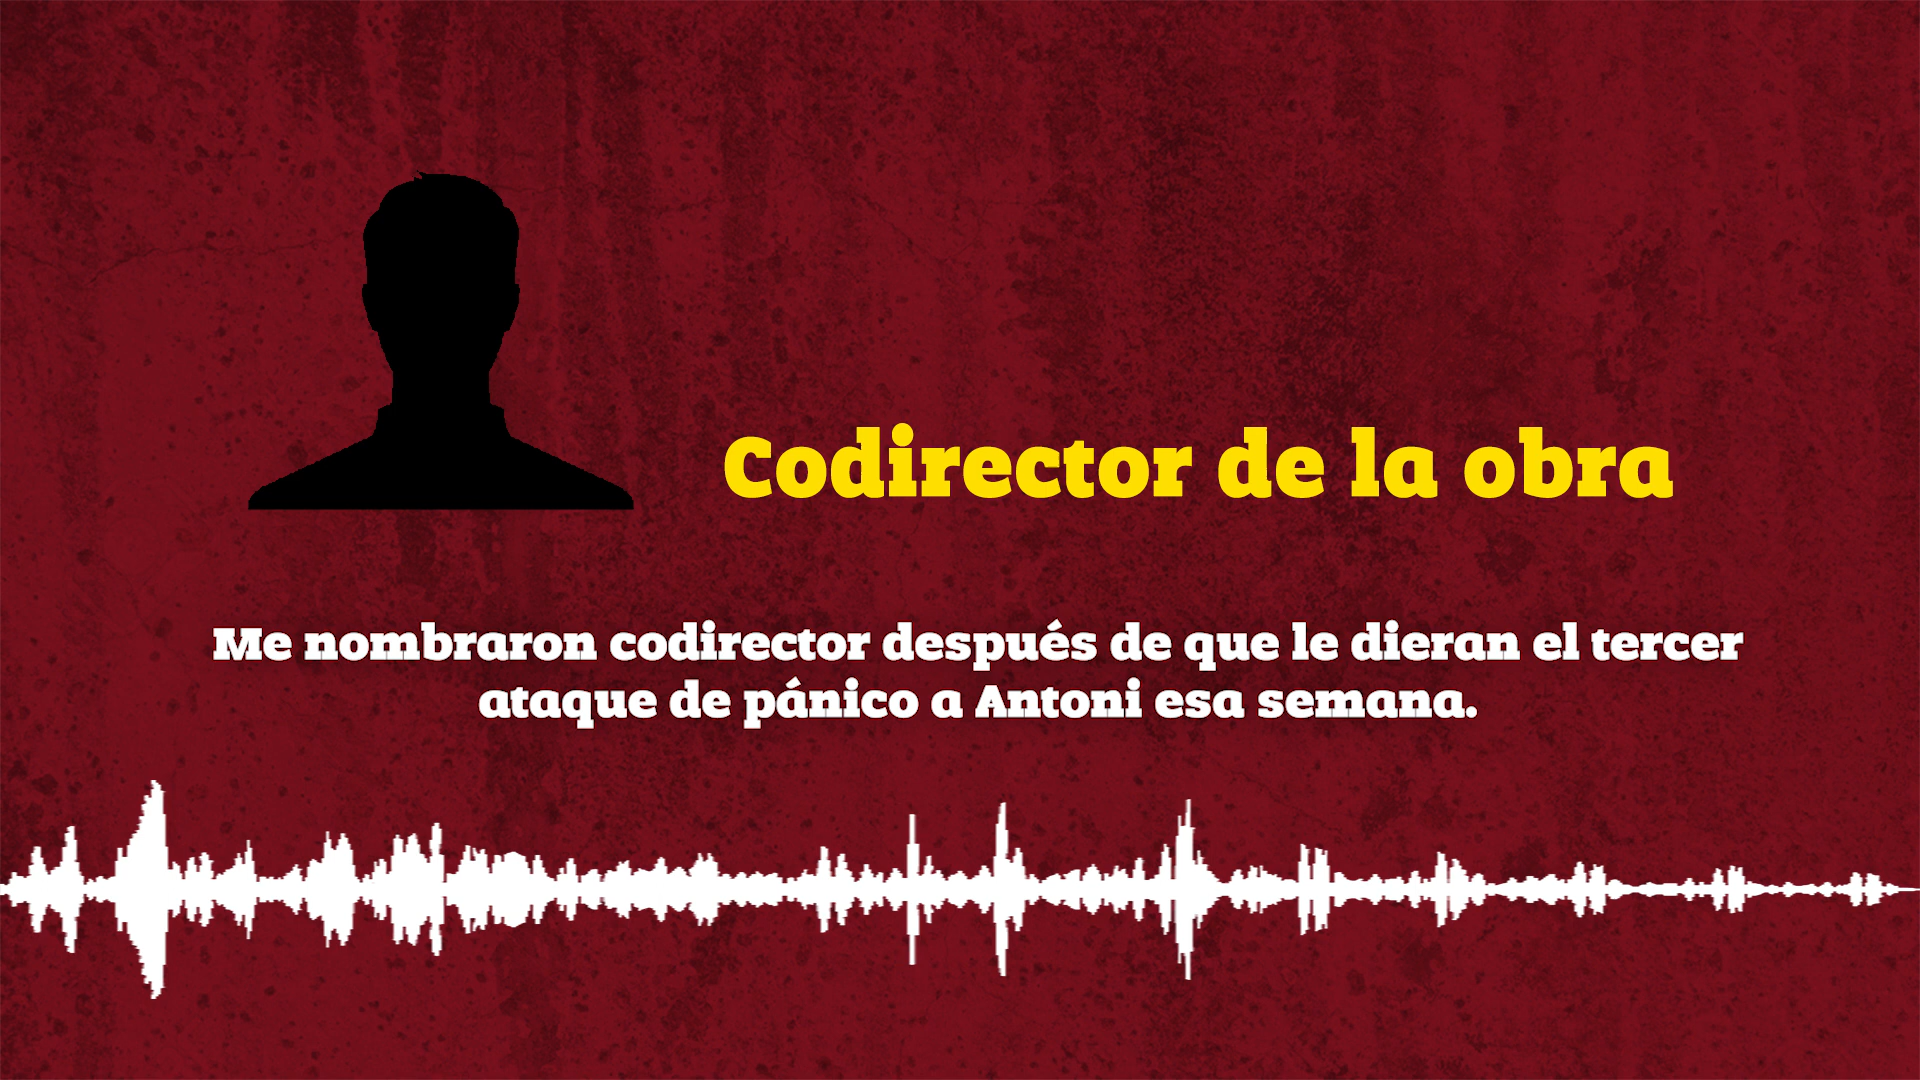 Codirector de la obra
Me nombraron codirector después de que le dieran el tercer
ataque de pánico a Antoni esa semana.